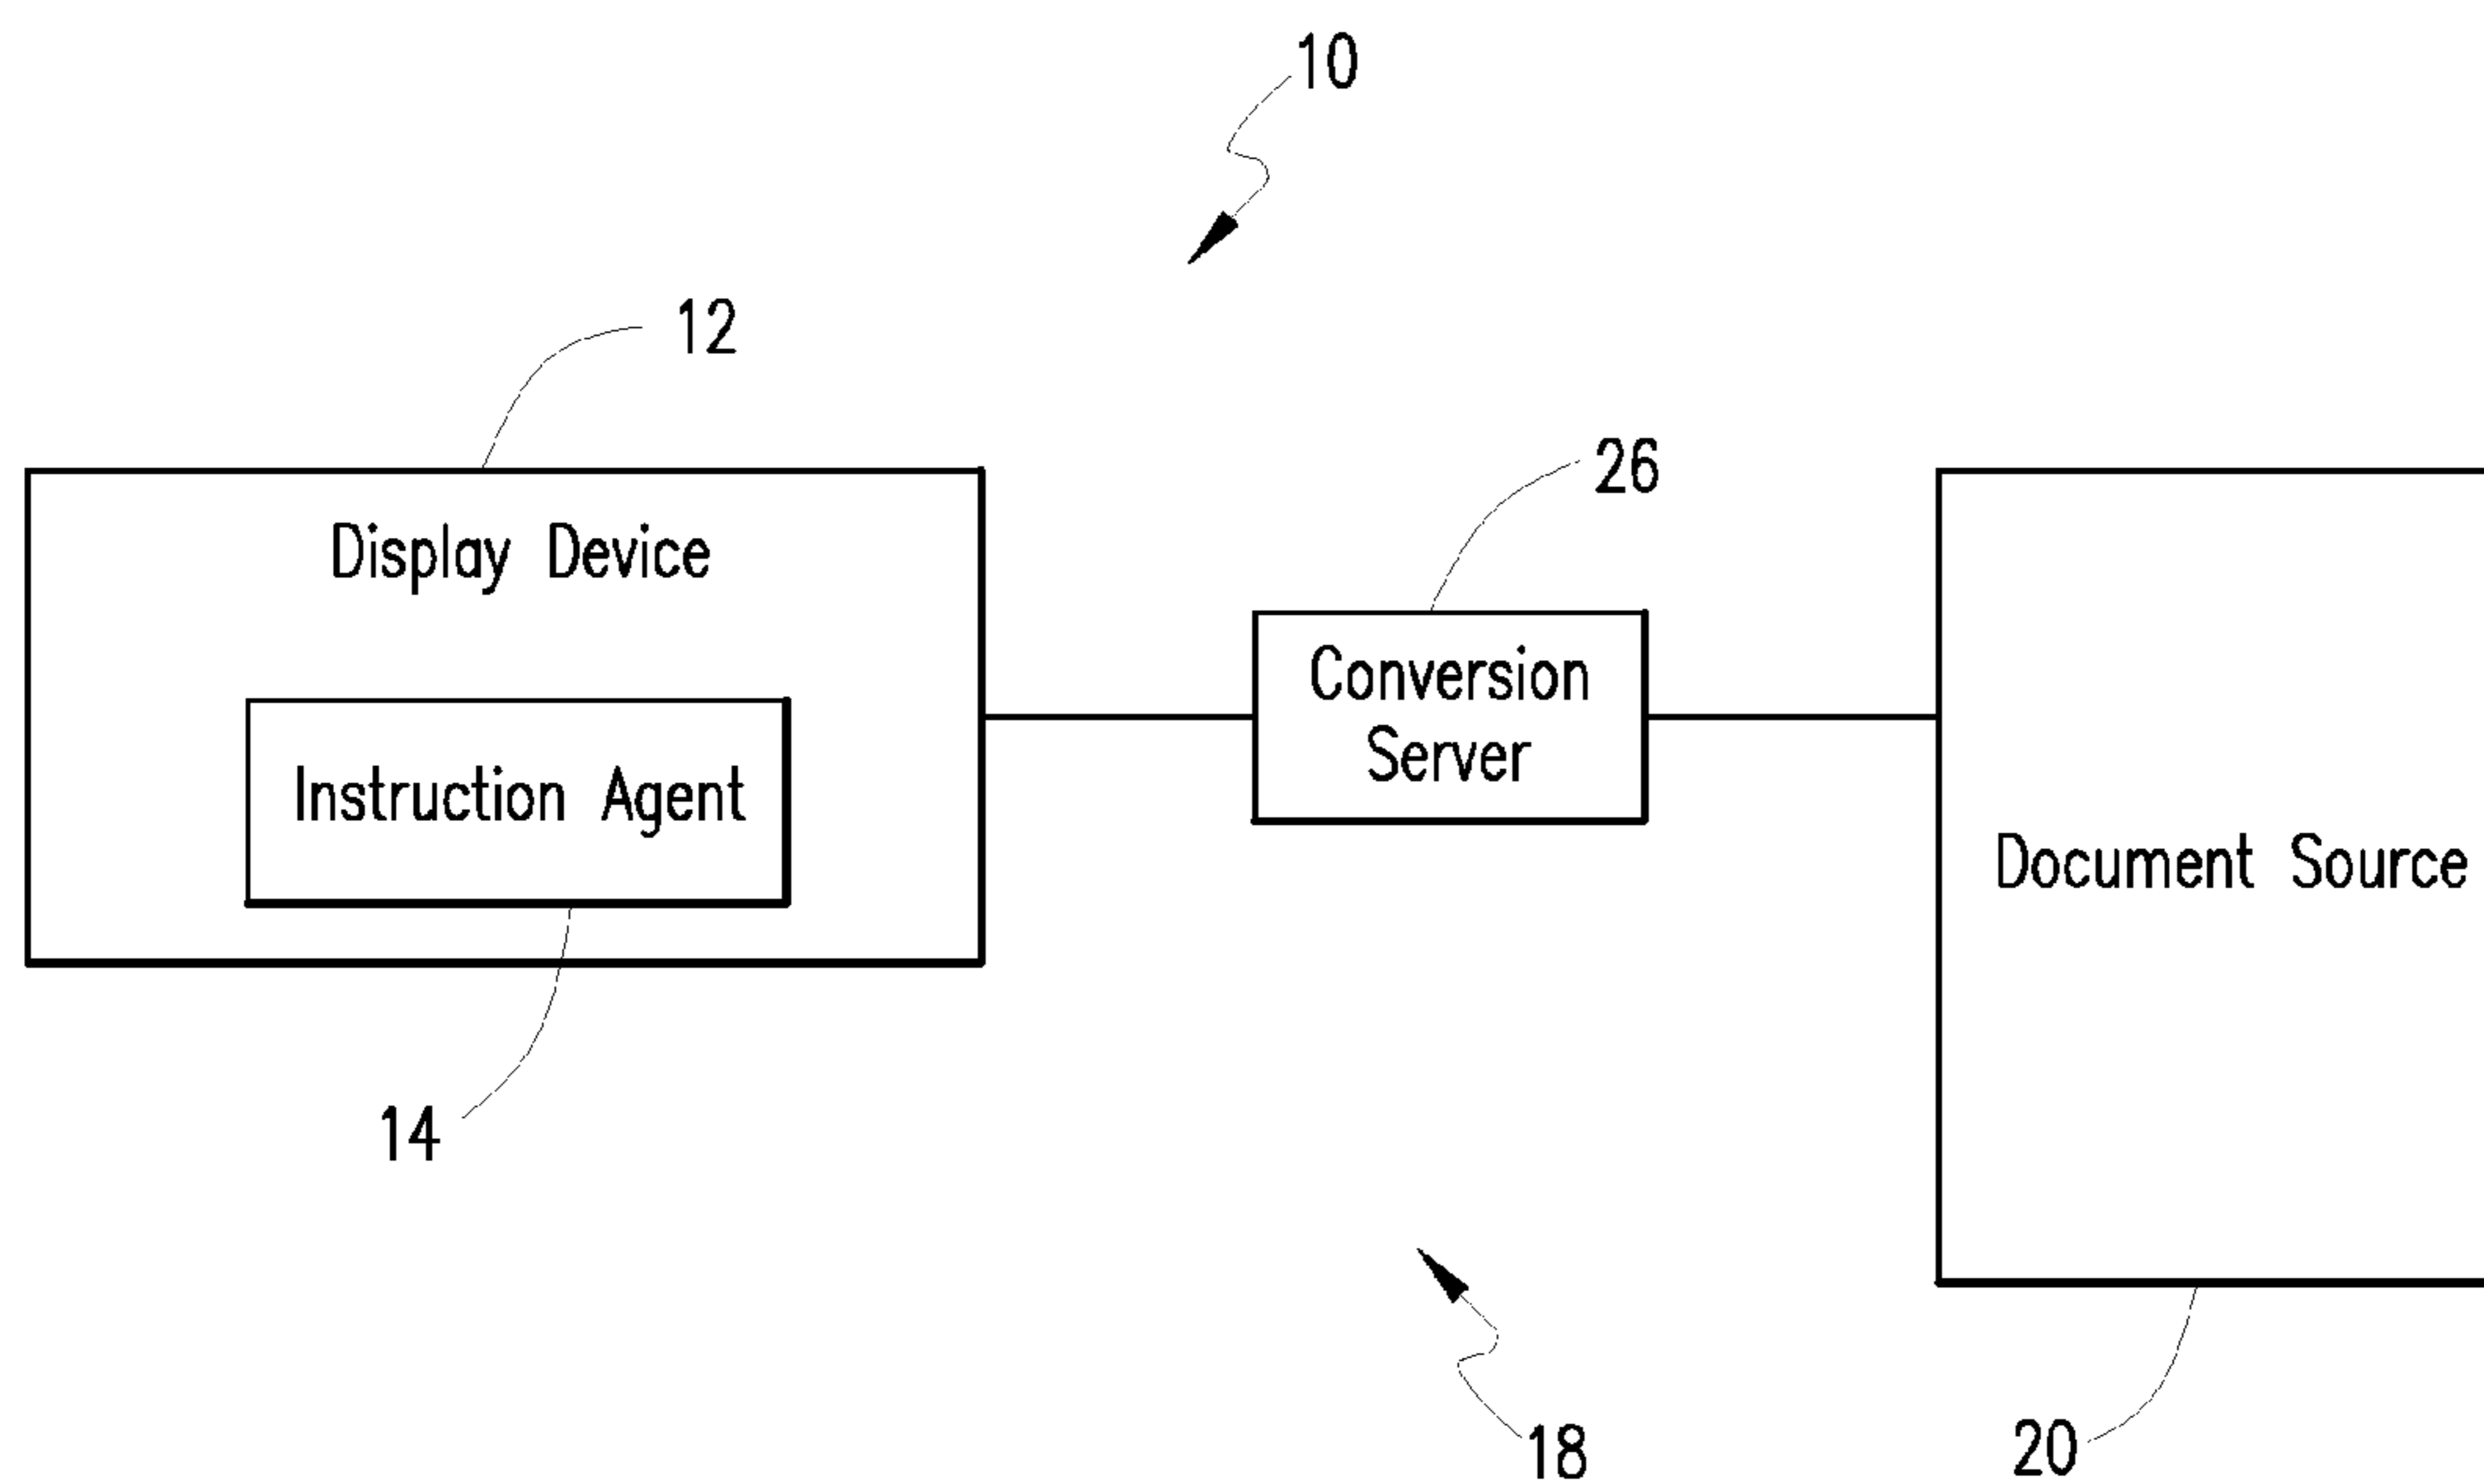 10
12
26
Display Device
Conversion
Server
Instruction Agent
Document Source
14
18
20